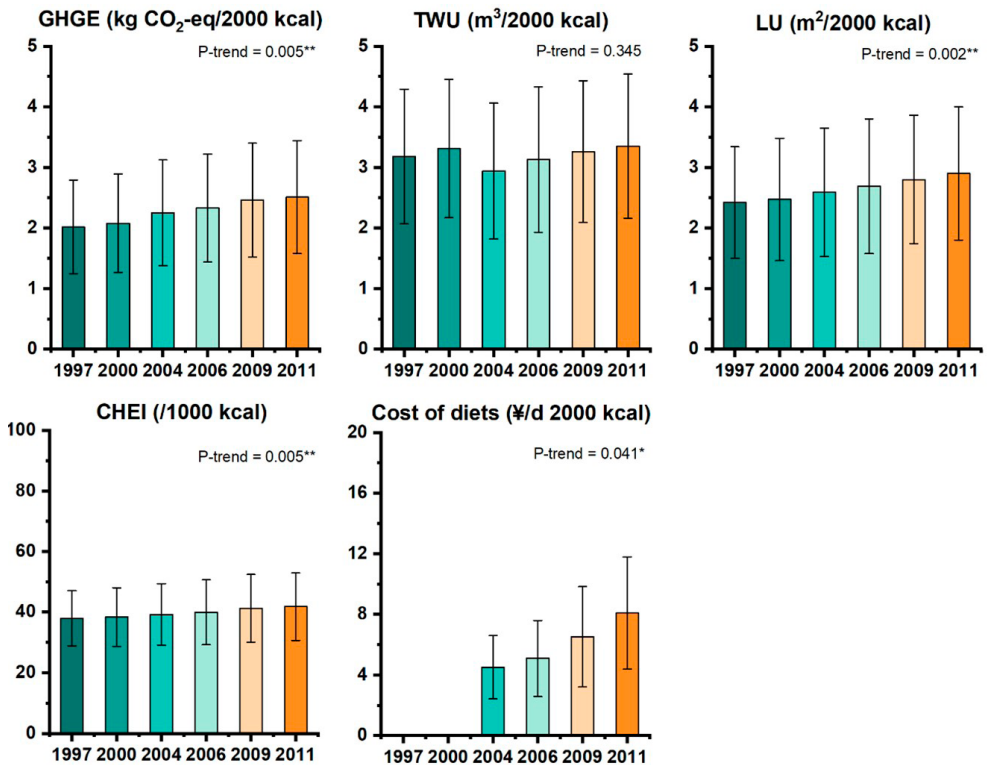 GHGE (kg CO₂-eq/2000 kcal)
P-trend = 0.005**
5
4
3
2
1
0
1997 2000 2004 2006 2009 2011
TWU (m³/2000 kcal)
P-trend = 0.345
5
4
3
2
1
0
1997 2000 2004 2006 2009 2011
LU (m²/2000 kcal)
P-trend = 0.002**
5
4
3
2
1
0
1997 2000 2004 2006 2009 2011
CHEI (/1000 kcal)
P-trend = 0.005**
100
80
60
40
20
0
1997 2000 2004 2006 2009 2011
Cost of diets (¥/d 2000 kcal)
P-trend = 0.041*
20
16
12
8
4
0
1997 2000 2004 2006 2009 2011